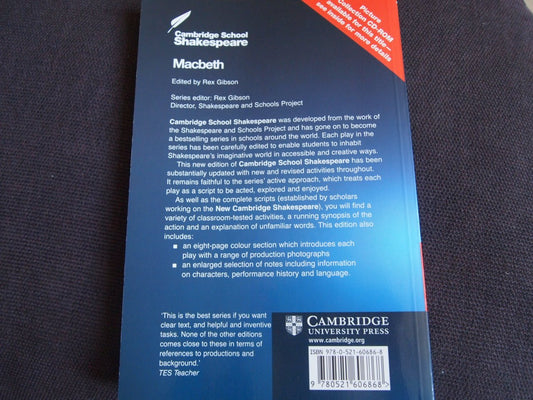 Picture
Collection CD-ROM
available for this title—
see inside for more details
Cambridge School
Shakespeare
Macbeth
Edited by Rex Gibson
Series editor: Rex Gibson
Director, Shakespeare and Schools Project
Cambridge School Shakespeare was developed from the work of
the Shakespeare and Schools Project and has gone on to become
a bestselling series in schools around the world. Each play in the
series has been carefully edited to enable students to inhabit
Shakespeare's imaginative world in accessible and creative ways.
This new edition of Cambridge School Shakespeare has been
substantially updated with new and revised activities throughout.
It remains faithful to the series' active approach, which treats each
play as a script to be acted, explored and enjoyed.
As well as the complete scripts (established by scholars
working on the New Cambridge Shakespeare), you will find a
variety of classroom-tested activities, a running synopsis of the
action and an explanation of unfamiliar words. This edition also
includes:
■ an eight-page colour section which introduces each
play with a range of production photographs
■ an enlarged selection of notes including information
on characters, performance history and language.
'This is the best series if you want
clear text, and helpful and inventive
tasks. None of the other editions
comes close to these in terms of
references to productions and
background.'
TES Teacher
CAMBRIDGE
UNIVERSITY PRESS
www.cambridge.org
ISBN 978-0-521-60686-8
9 780521 606868 >